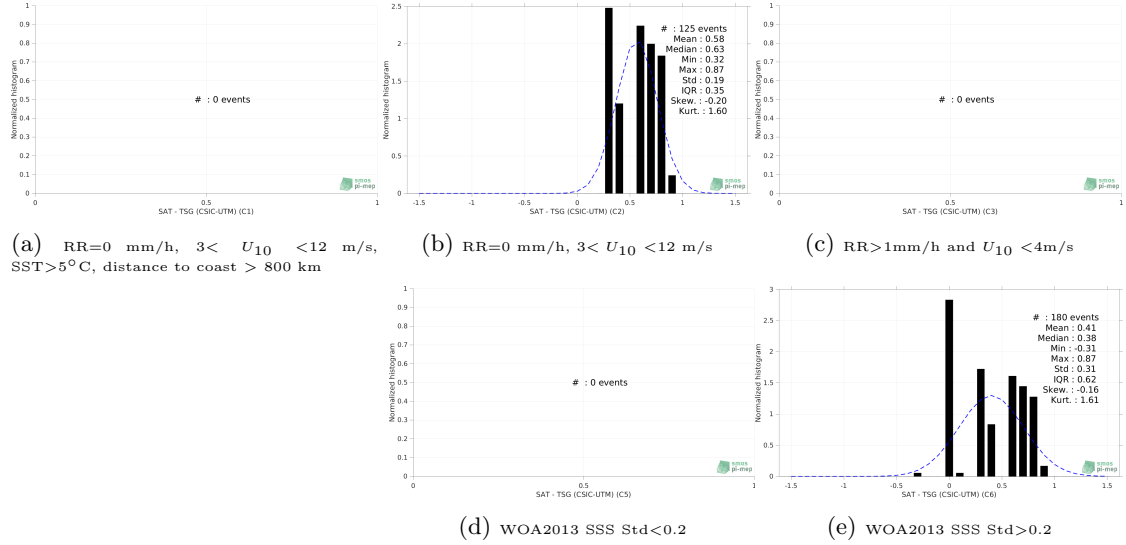 1
0.9
0.8
0.7
0.6
0.5
0.4
0.3
0.2
0.1
0
Normalized histogram
# : 0 events
smos
pi-mep
0 0.5 1
SAT - TSG (CSIC-UTM) (C1)
(a) RR=0 mm/h, 3< U10 <12 m/s,
SST>5°C, distance to coast > 800 km
2.5
2
1.5
1
0.5
0
Normalized histogram
# : 125 events
Mean : 0.58
Median : 0.63
Min : 0.32
Max : 0.87
Std : 0.19
IQR : 0.35
Skew. : -0.20
Kurt. : 1.60
smos
pi-mep
-1.5 -1 -0.5 0 0.5 1 1.5
SAT - TSG (CSIC-UTM) (C2)
(b) RR=0 mm/h, 3< U10 <12 m/s
1
0.9
0.8
0.7
0.6
0.5
0.4
0.3
0.2
0.1
0
Normalized histogram
# : 0 events
smos
pi-mep
0 0.5 1
SAT - TSG (CSIC-UTM) (C3)
(c) RR>1mm/h and U10 <4m/s
1
0.9
0.8
0.7
0.6
0.5
0.4
0.3
0.2
0.1
0
Normalized histogram
# : 0 events
smos
pi-mep
0 0.5 1
SAT - TSG (CSIC-UTM) (C5)
(d) WOA2013 SSS Std<0.2
3
2.5
2
1.5
1
0.5
0
Normalized histogram
# : 180 events
Mean : 0.41
Median : 0.38
Min : -0.31
Max : 0.87
Std : 0.31
IQR : 0.62
Skew. : -0.16
Kurt. : 1.61
smos
pi-mep
-1.5 -1 -0.5 0 0.5 1 1.5
SAT - TSG (CSIC-UTM) (C6)
(e) WOA2013 SSS Std>0.2